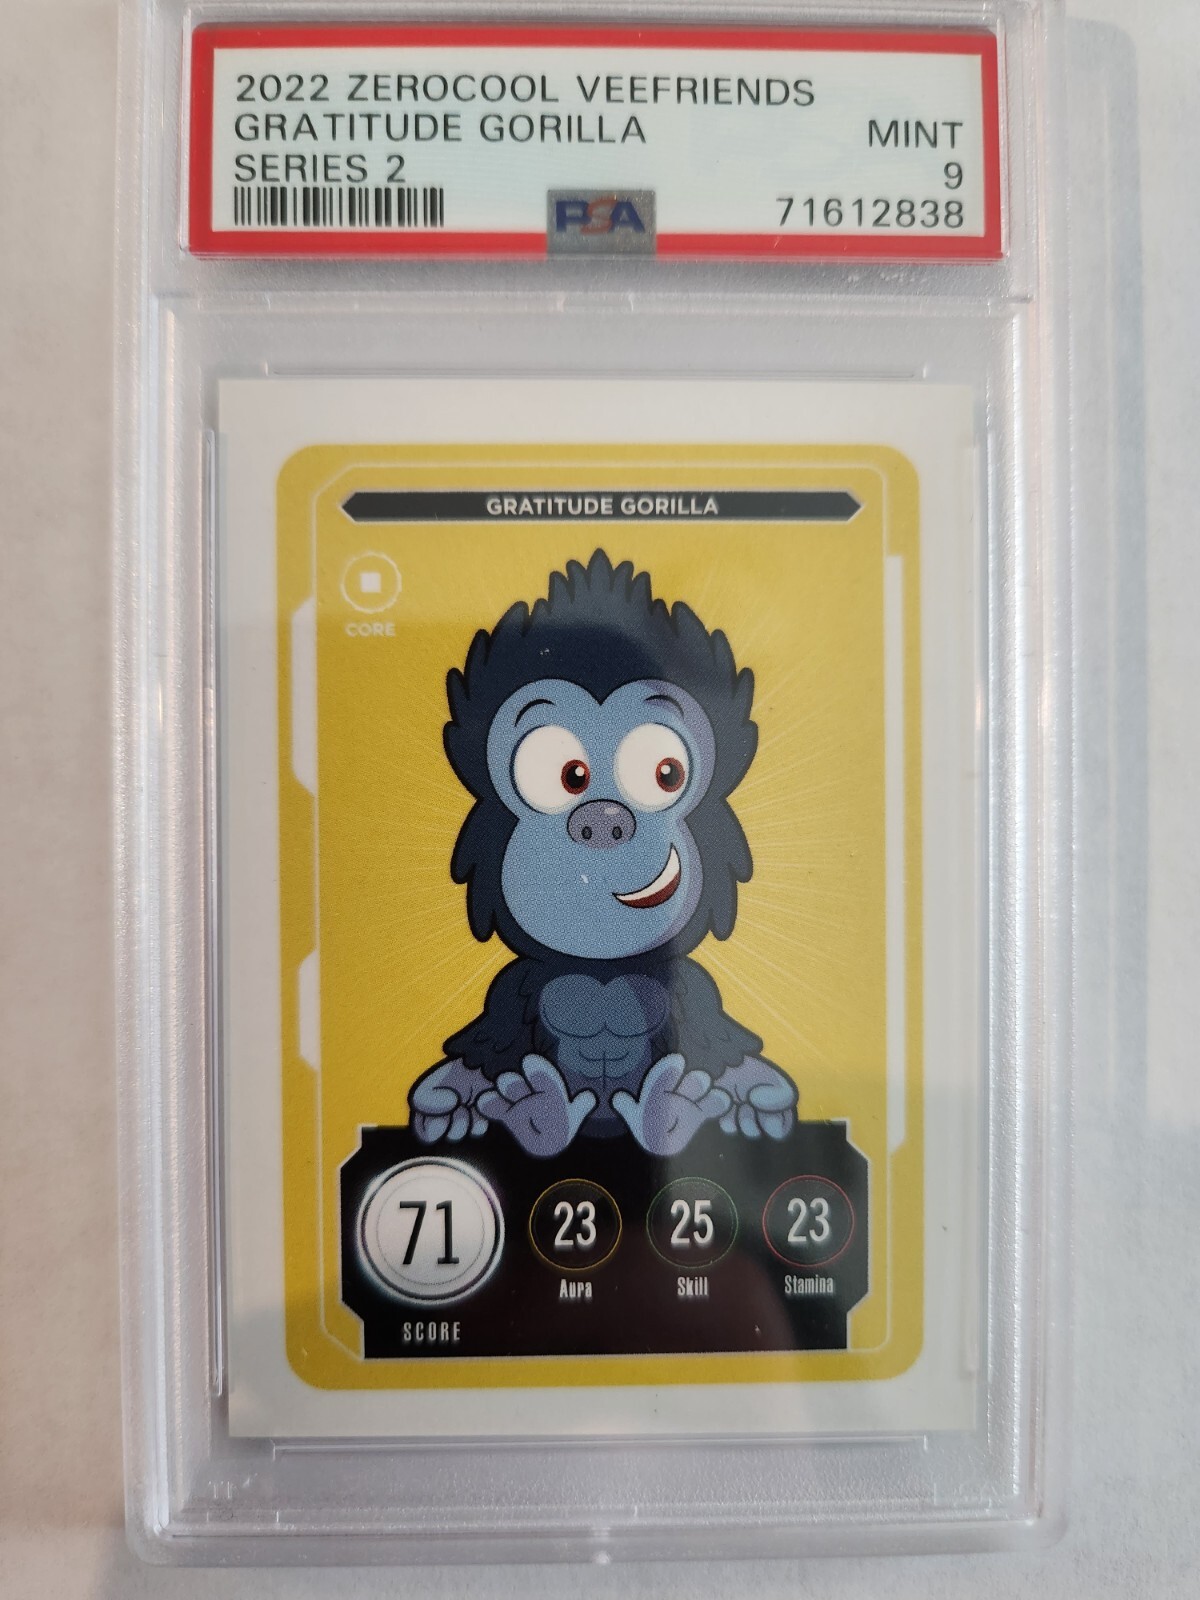 2022 ZEROCOOL VEEFRIENDS
GRATITUDE GORILLA
MINT
SERIES 2
9
PSA
71612838
GRATITUDE GORILLA
CORE
71
23
25
23
Aura
Skill
Stamina
SCORE